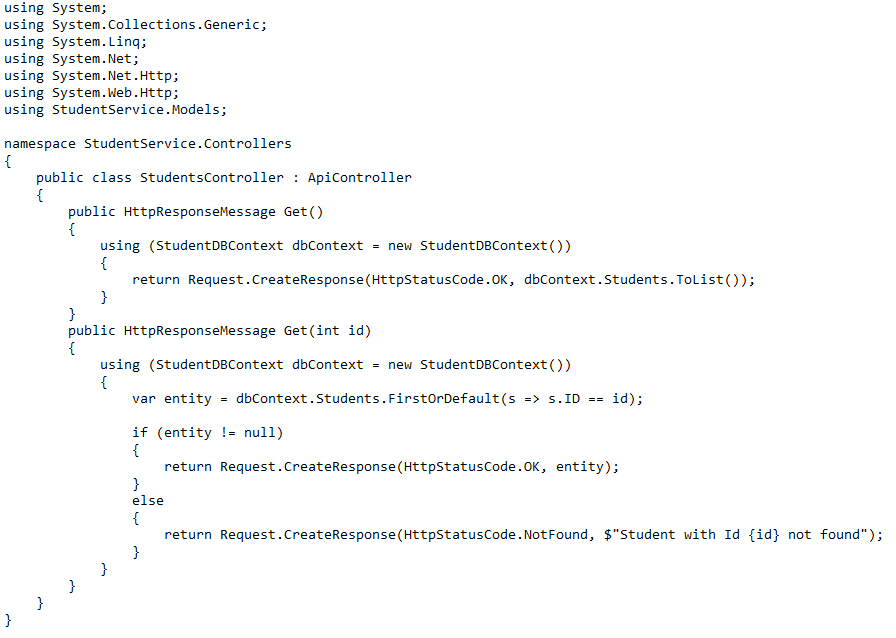 using System;
using System.Collections.Generic;
using System.Linq;
using System.Net;
using System.Net.Http;
using System.Web.Http;
using StudentService.Models;

namespace StudentService.Controllers
{
    public class StudentsController : ApiController
    {
        public HttpResponseMessage Get()
        {
            using (StudentDBContext dbContext = new StudentDBContext())
            {
                return Request.CreateResponse(HttpStatusCode.OK, dbContext.Students.ToList());
            }
        }
        public HttpResponseMessage Get(int id)
        {
            using (StudentDBContext dbContext = new StudentDBContext())
            {
                var entity = dbContext.Students.FirstOrDefault(s => s.ID == id);

                if (entity != null)
                {
                    return Request.CreateResponse(HttpStatusCode.OK, entity);
                }
                else
                {
                    return Request.CreateResponse(HttpStatusCode.NotFound, $"Student with Id {id} not found");
                }
            }
        }
    }
}